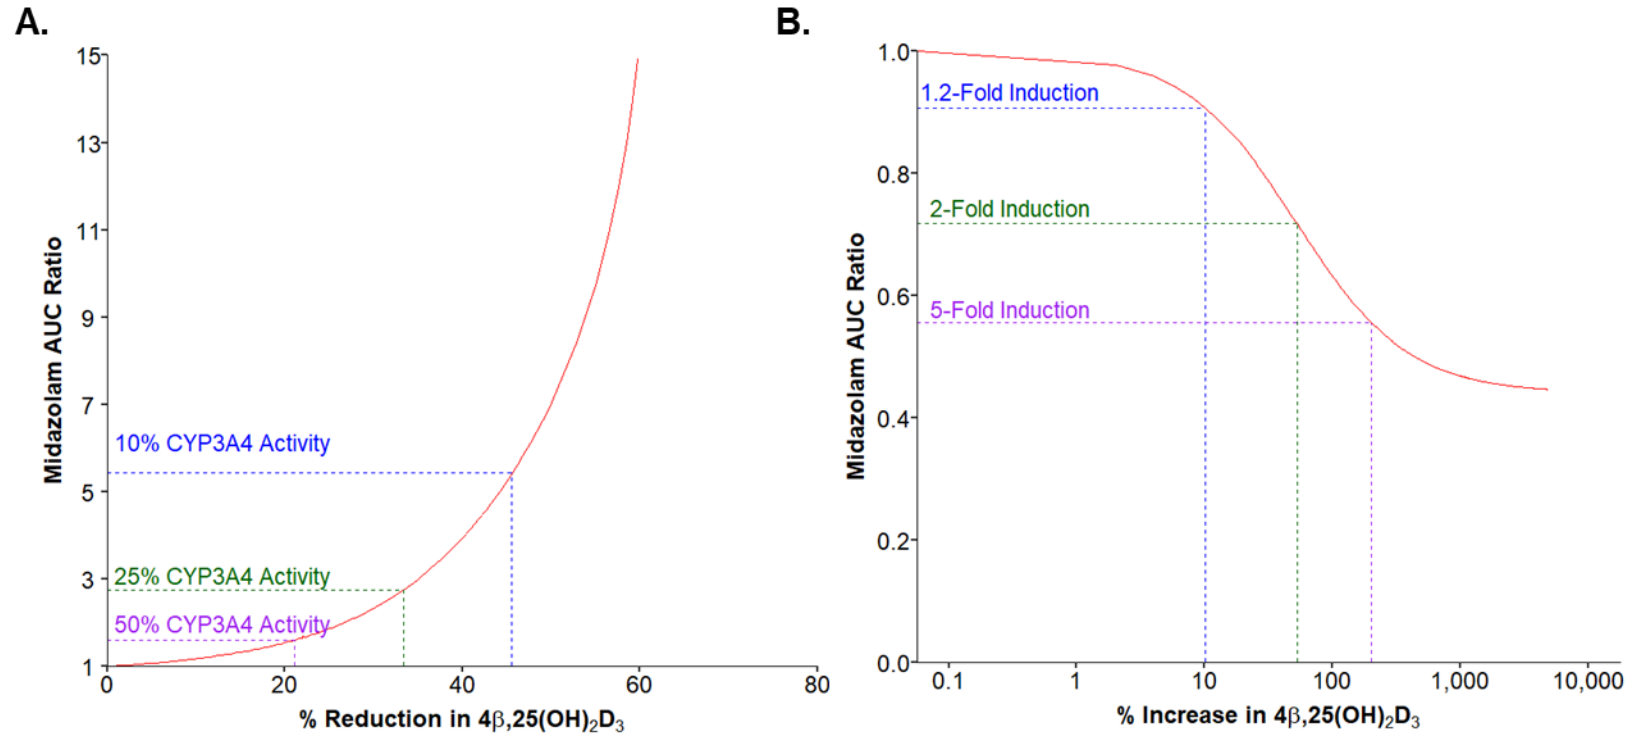 A.
15
13
11
9
7
5
3
1
Midazolam AUC Ratio
10% CYP3A4 Activity
25% CYP3A4 Activity
50% CYP3A4 Activity
0 20 40 60 80
% Reduction in 4β,25(OH)₂D₃
B.
1.0
0.8
0.6
0.4
0.2
0.0
Midazolam AUC Ratio
1.2-Fold Induction
2-Fold Induction
5-Fold Induction
0.1 1 10 100 1,000 10,000
% Increase in 4β,25(OH)₂D₃